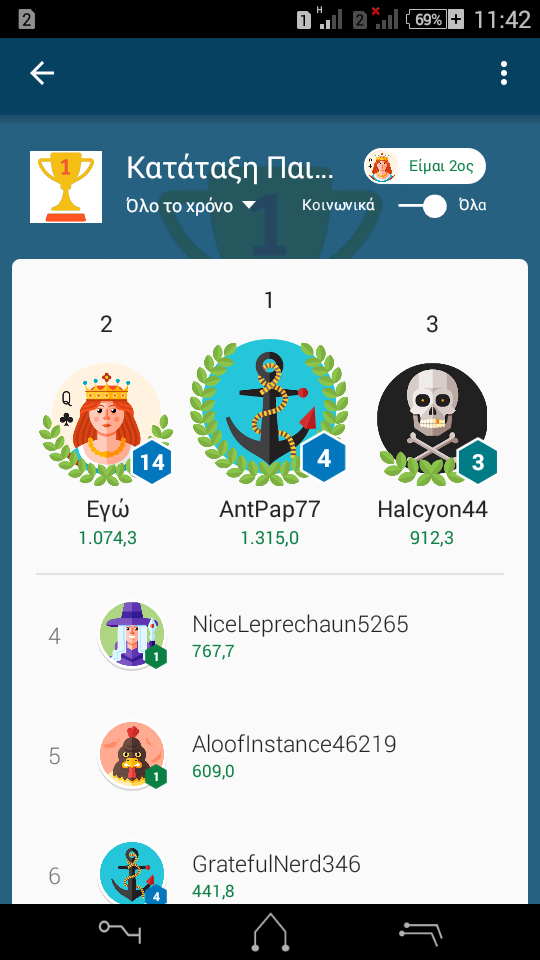 2
1
H
2
69%
11:42
1
Κατάταξη Παι...
Q
Είμαι 2ος
Όλο το χρόνο
Κοινωνικά
Όλα
1
2
3
Q
14
4
3
Εγώ
AntPap77
Halcyon44
1.074,3
1.315,0
912,3
4
1
NiceLeprechaun5265
767,7
5
1
AloofInstance46219
609,0
6
4
GratefulNerd346
441,8